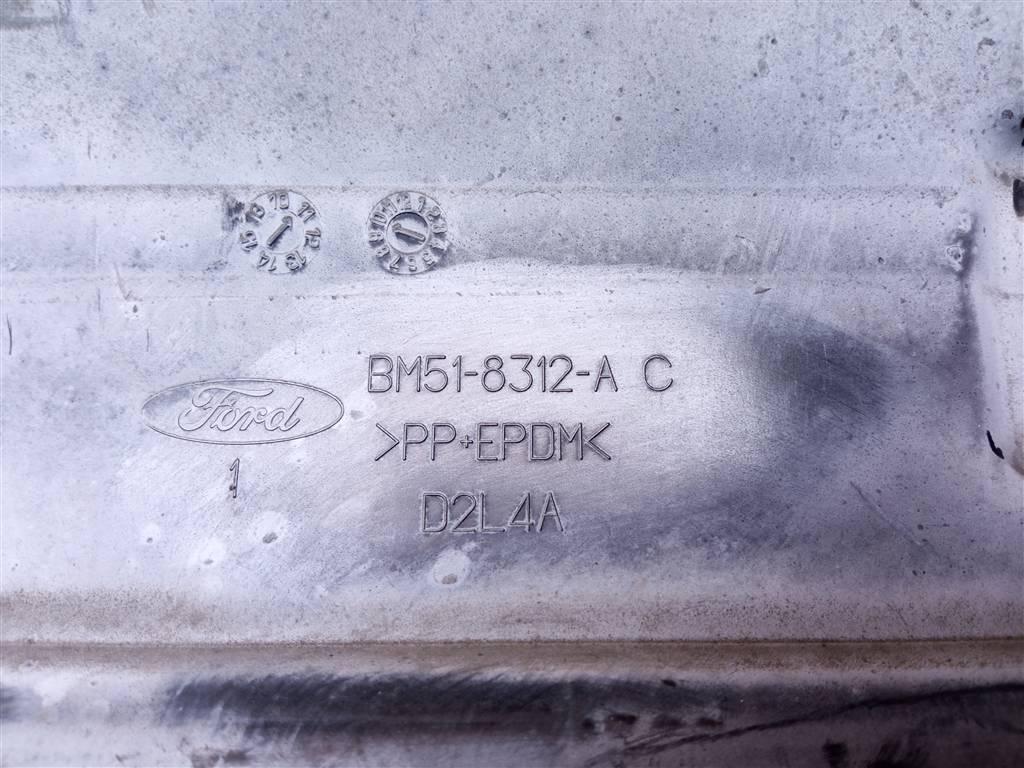 BM51-8312-A C
Ford
>PP+EPDM<
1
D2L4A